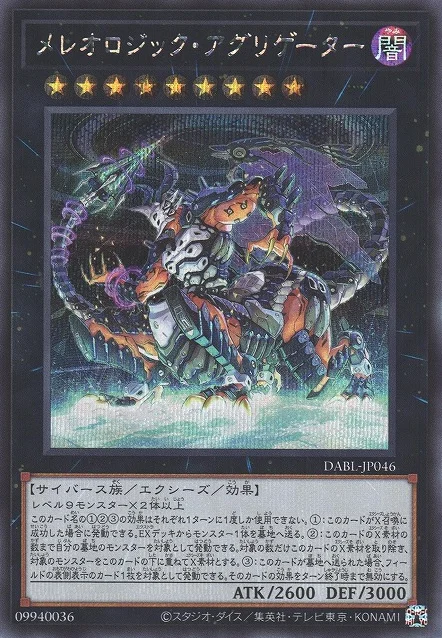 メレオロジック・アグリゲーター
闇
DABL-JP046
【サイバース族/エクシーズ/効果】
レベル9モンスター×2体以上
このカード名の①②③の効果はそれぞれ1ターンに1度しか使用できない。①:このカードがX召喚に
成功した場合に発動できる。EXデッキからモンスター1体を墓地へ送る。②:このカードのX素材の
数まで自分の墓地のモンスターを対象として発動できる。対象の数だけこのカードのX素材を取り除き、
対象のモンスターをこのカードの下に重ねてX素材とする。③:このカードが墓地へ送られた場合、フィー
ルドの表側表示のカード1枚を対象として発動できる。そのカードの効果をターン終了時まで無効にする。
ATK/2600 DEF/3000
09940036
©スタジオ・ダイス/集英社・テレビ東京・KONAMI